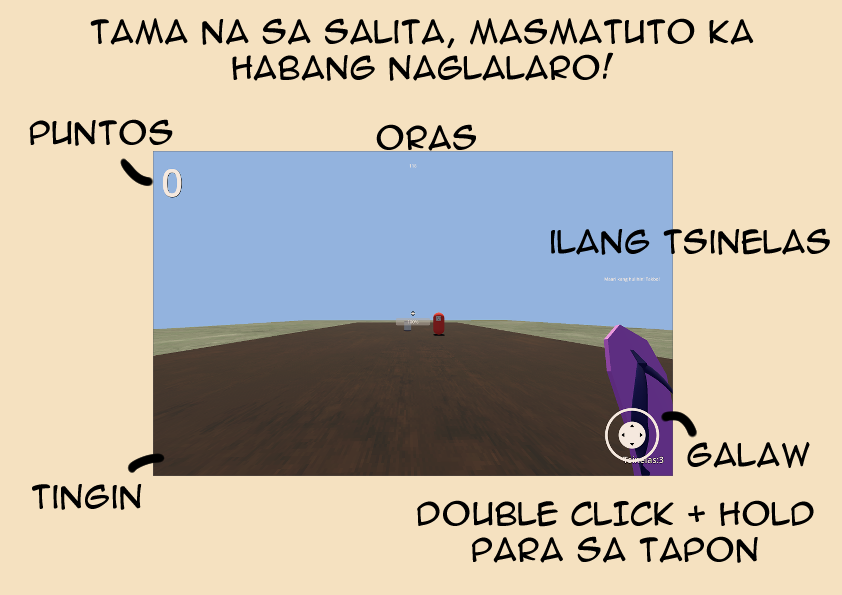 TAMA NA SA SALITA, MASMATUTO KA
HABANG NAGLALARO!
PUNTOS
ORAS
0
ILANG TSINELAS
Tsinelas:3
GALAW
TINGIN
DOUBLE CLICK + HOLD
PARA SA TAPON